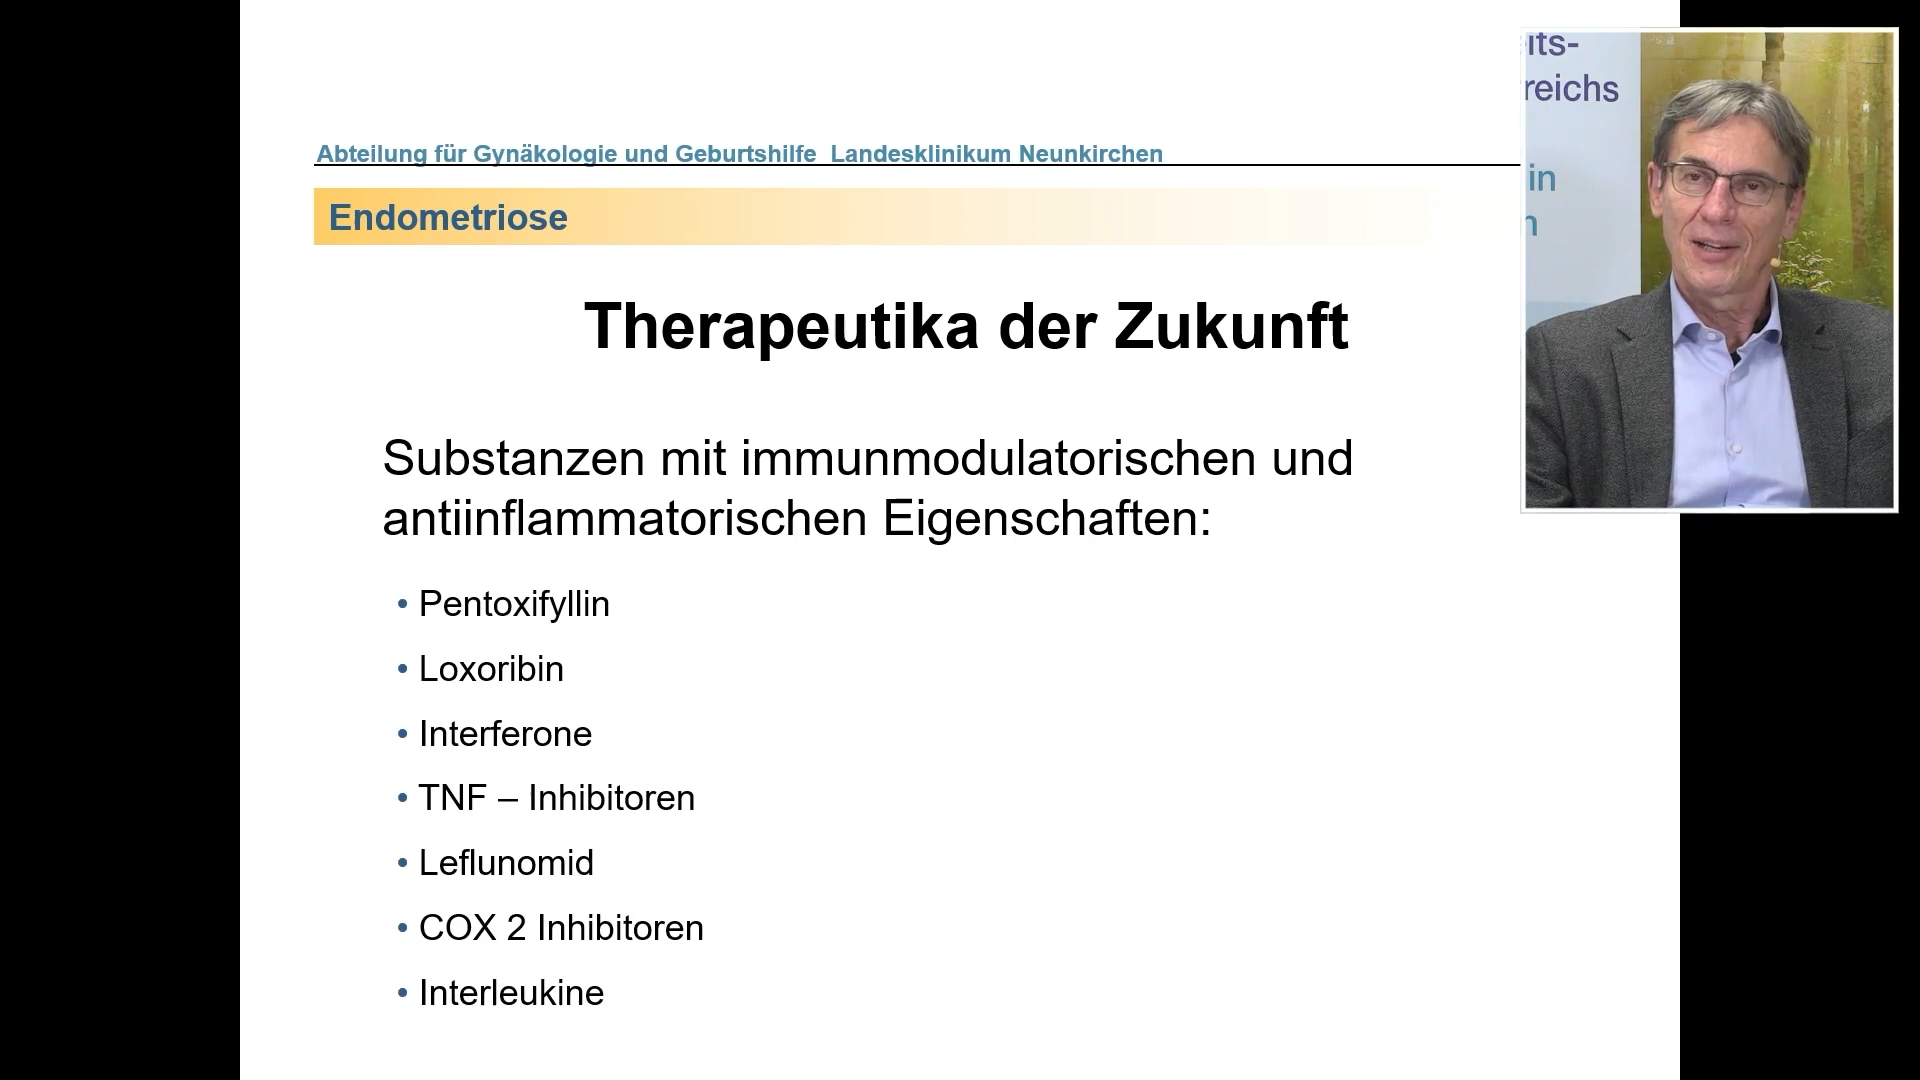 Abteilung für Gynäkologie und Geburtshilfe Landesklinikum Neunkirchen
Endometriose
Therapeutika der Zukunft
Substanzen mit immunmodulatorischen und
antiinflammatorischen Eigenschaften:
• Pentoxifyllin
• Loxoribin
• Interferone
• TNF – Inhibitoren
• Leflunomid
• COX 2 Inhibitoren
• Interleukine
its-
reichs
in
n